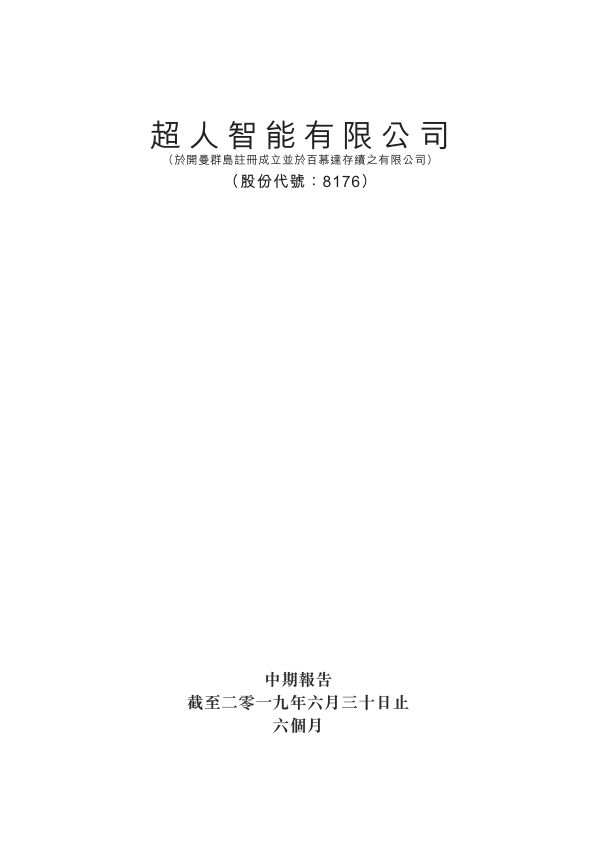 超人智能有限公司
（於開曼群島註冊成立並於百慕達存續之有限公司）
（股份代號：8176）
中期報告
截至二零一九年六月三十日止
六個月